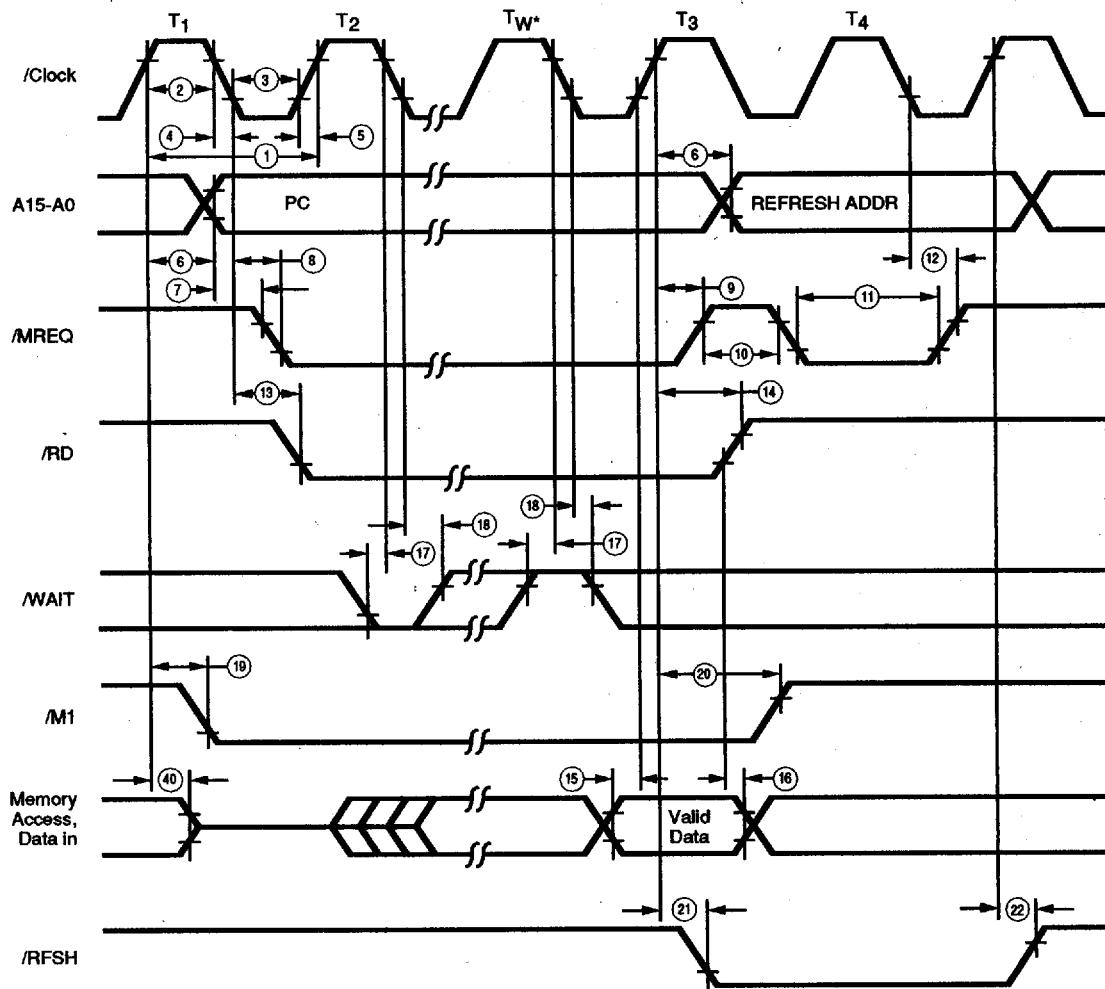 T1 T2 TW* T3 T4
/Clock
2
3
4
5
1
6
A15-A0
PC
REFRESH ADDR
6
8
12
7
9
11
/MREQ
10
13
14
/RD
18
18
17
17
/WAIT
19
20
/M1
40
15
16
Memory
Access,
Data in
Valid
Data
21
22
/RFSH